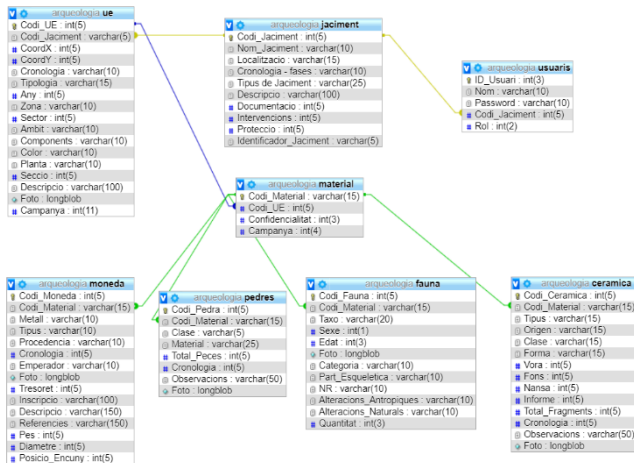 arqueologia ue
Codi_UE : int(5)
Codi_Jaciment : varchar(5)
CoordX : int(5)
CoordY : int(5)
Cronologia : varchar(10)
Tipologia : varchar(15)
Any : int(5)
Zona : varchar(10)
Sector : int(5)
Ambit : varchar(10)
Components : varchar(10)
Color : varchar(10)
Planta : varchar(10)
Seccio : int(5)
Descripcio : varchar(100)
Foto : longblob
Campanya : int(11)
arqueologia jaciment
Codi_Jaciment : int(5)
Nom_Jaciment : varchar(10)
Localitzacio : varchar(15)
Cronologia - fases : varchar(10)
Tipus de Jaciment : varchar(25)
Descripcio : varchar(100)
Documentacio : int(5)
Intervencions : int(5)
Proteccio : int(5)
Identificador_Jaciment : varchar(5)
arqueologia usuaris
ID_Usuari : int(3)
Nom : varchar(10)
Password : varchar(10)
Codi_Jaciment : int(5)
Rol : int(2)
arqueologia material
Codi_Material : varchar(15)
Codi_UE : int(5)
Confidencialitat : int(3)
Campanya : int(4)
arqueologia moneda
Codi_Moneda : int(5)
Codi_Material : varchar(15)
Metall : varchar(10)
Tipus : varchar(10)
Procedencia : varchar(10)
Cronologia : int(5)
Emperador : varchar(10)
Foto : longblob
Tresoret : int(5)
Inscripcio : varchar(100)
Descripcio : varchar(150)
Referencies : varchar(150)
Pes : int(5)
Diametre : int(5)
Posicio_Encuny : int(5)
arqueologia pedres
Codi_Pedra : int(5)
Codi_Material : varchar(15)
Clase : varchar(5)
Material : varchar(25)
Total_Peces : int(5)
Cronologia : int(5)
Observacions : varchar(50)
Foto : longblob
arqueologia fauna
Codi_Fauna : int(5)
Codi_Material : varchar(15)
Taxo : varchar(20)
Sexe : int(1)
Edat : int(3)
Foto : longblob
Categoria : varchar(10)
Part_Esqueletica : varchar(10)
NR : varchar(10)
Alteracions_Antropiques : varchar(10)
Alteracions_Naturals : varchar(10)
Quantitat : int(3)
arqueologia ceramica
Codi_Ceramica : int(5)
Codi_Material : varchar(15)
Tipus : varchar(15)
Origen : varchar(15)
Clase : varchar(15)
Forma : varchar(15)
Vora : int(5)
Fons : int(5)
Nansa : int(5)
Informe : int(5)
Total_Fragments : int(5)
Cronologia : int(5)
Observacions : varchar(50)
Foto : longblob